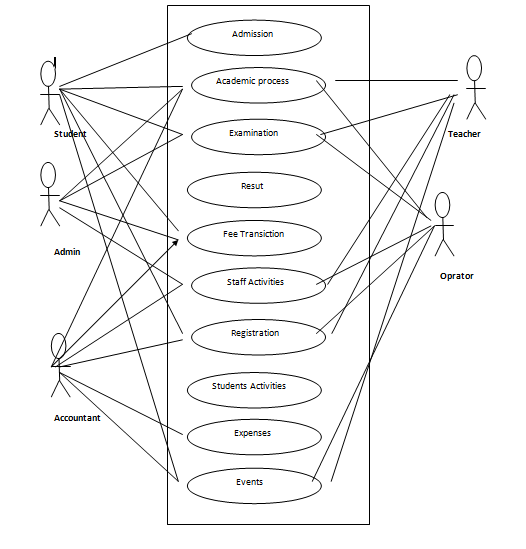 Admission
Academic process
Examination
Resut
Fee Transiction
Staff Activities
Registration
Students Activities
Expenses
Events
Student
Admin
Accountant
Teacher
Oprator